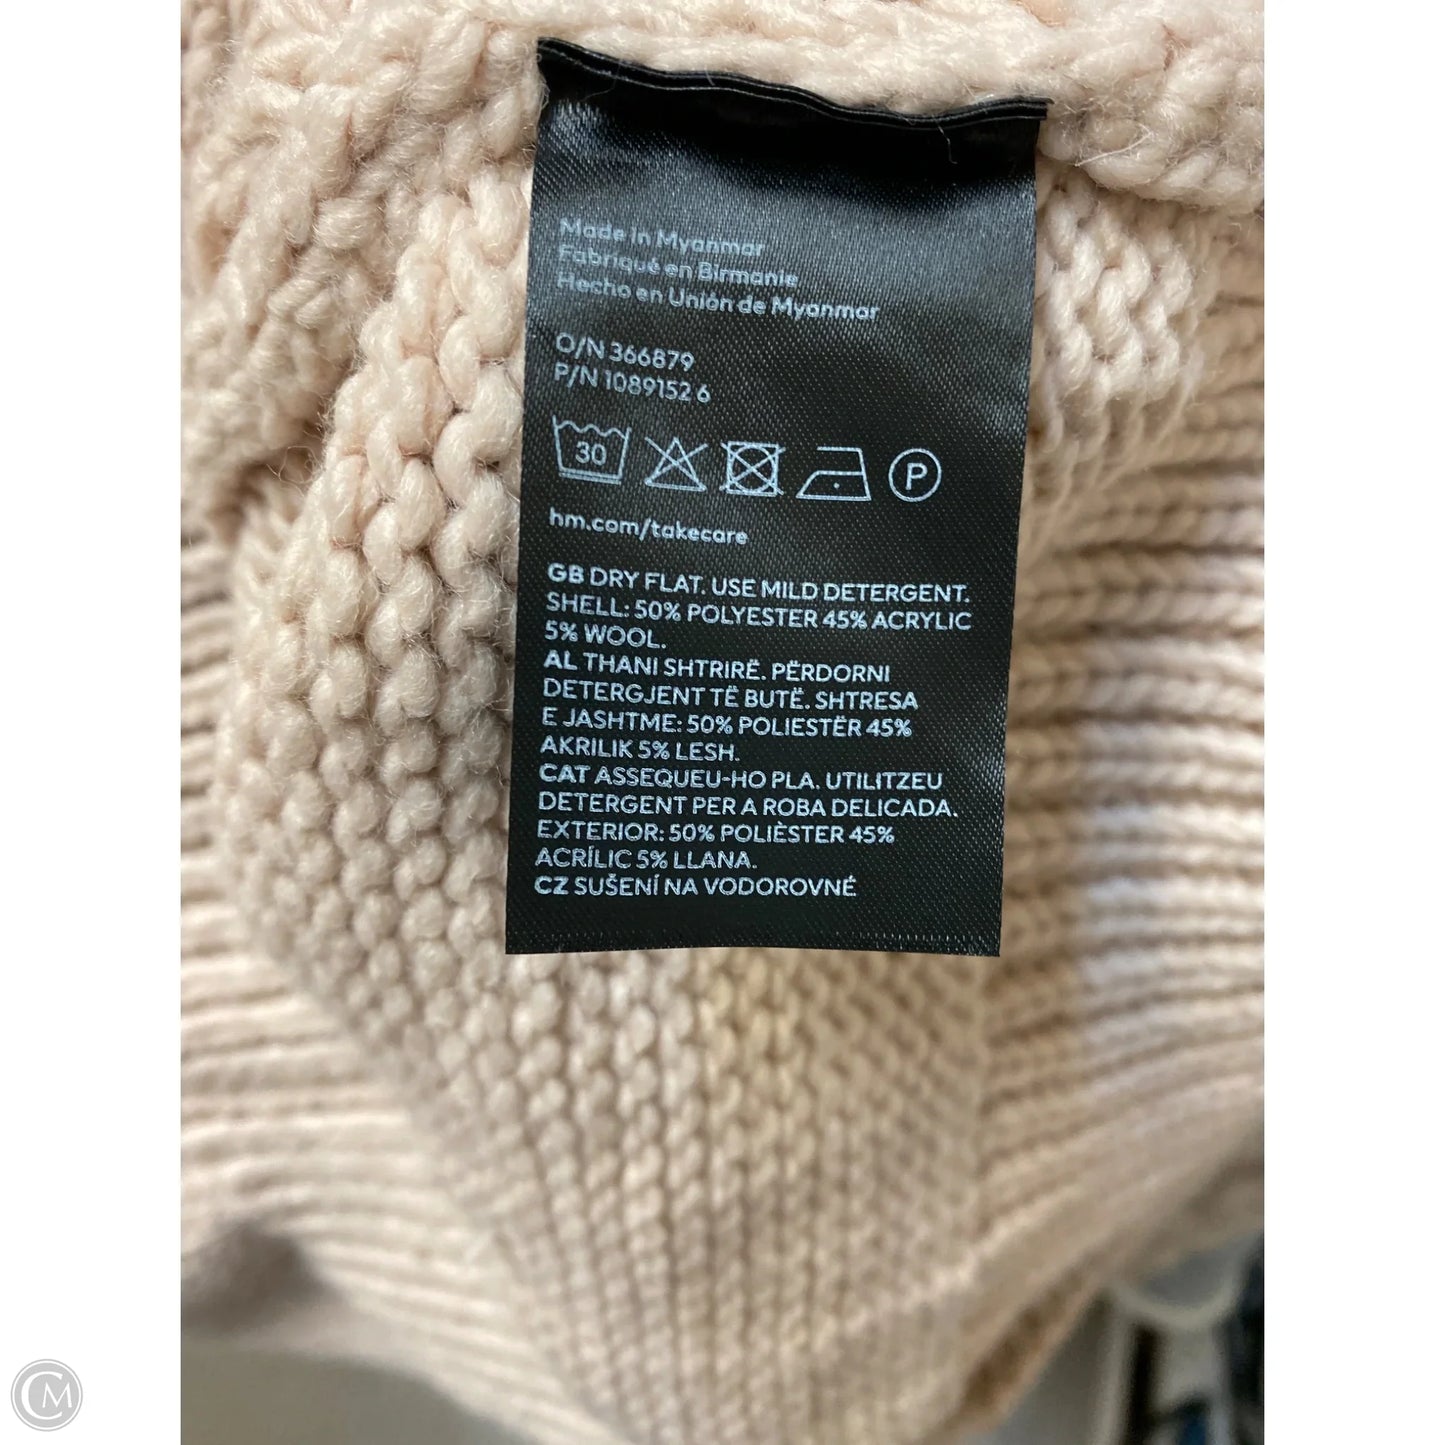 Made in Myanmar
Fabriqué en Birmanie
Hecho en Unión de Myanmar
O/N 366879
P/N 1089152 6
30
P
hm.com/takecare
GB DRY FLAT. USE MILD DETERGENT.
SHELL: 50% POLYESTER 45% ACRYLIC
5% WOOL.
AL THANI SHTRIRË. PËRDORNI
DETERGJENT TË BUTË. SHTRESA
E JASHTME: 50% POLIESTËR 45%
AKRILIK 5% LESH.
CAT ASSEQUEU-HO PLA. UTILITZEU
DETERGENT PER A ROBA DELICADA.
EXTERIOR: 50% POLIÈSTER 45%
ACRÍLIC 5% LLANA.
CZ SUŠENÍ NA VODOROVNÉ
CM